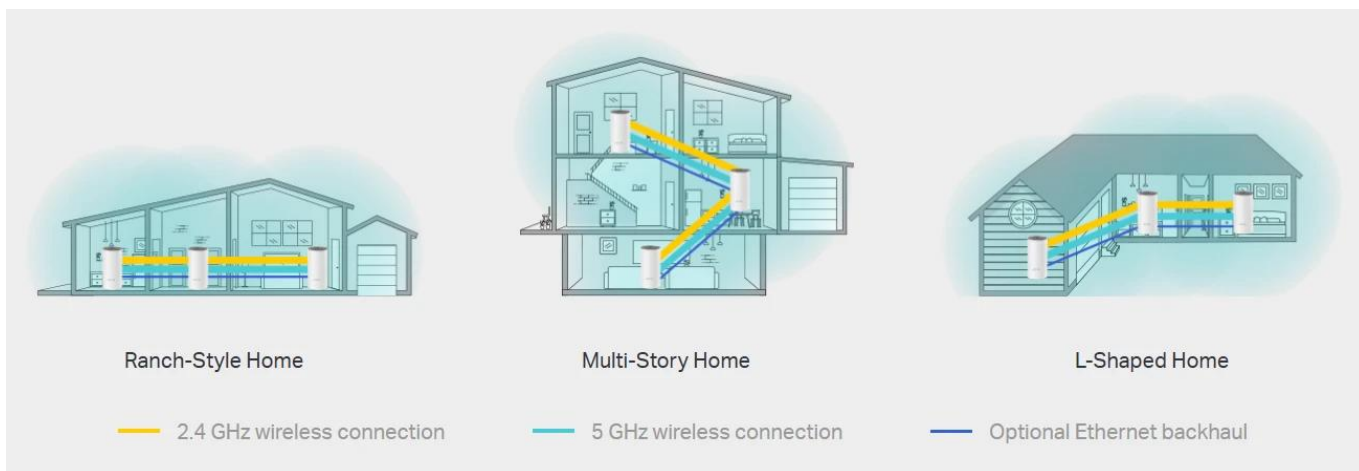 Ranch-Style Home
Multi-Story Home
L-Shaped Home
2.4 GHz wireless connection
5 GHz wireless connection
Optional Ethernet backhaul